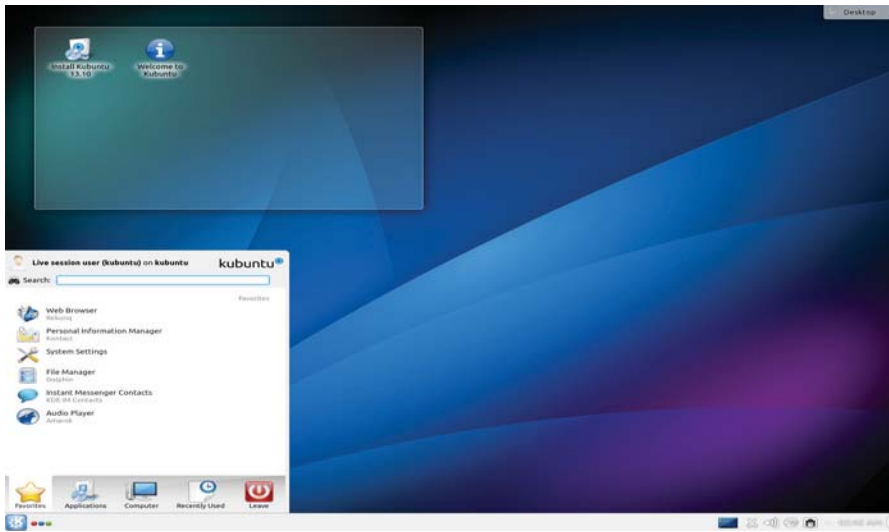 Desktop
Install Kubuntu
13.10
Welcome to
Kubuntu
Live session user (kubuntu) on kubuntu
kubuntu
Search:
Favorites
Web Browser
Rekonq
Personal Information Manager
Kontact
System Settings
File Manager
Dolphin
Instant Messenger Contacts
KDE IM Contacts
Audio Player
Amarok
Favorites Applications Computer Recently Used Leave